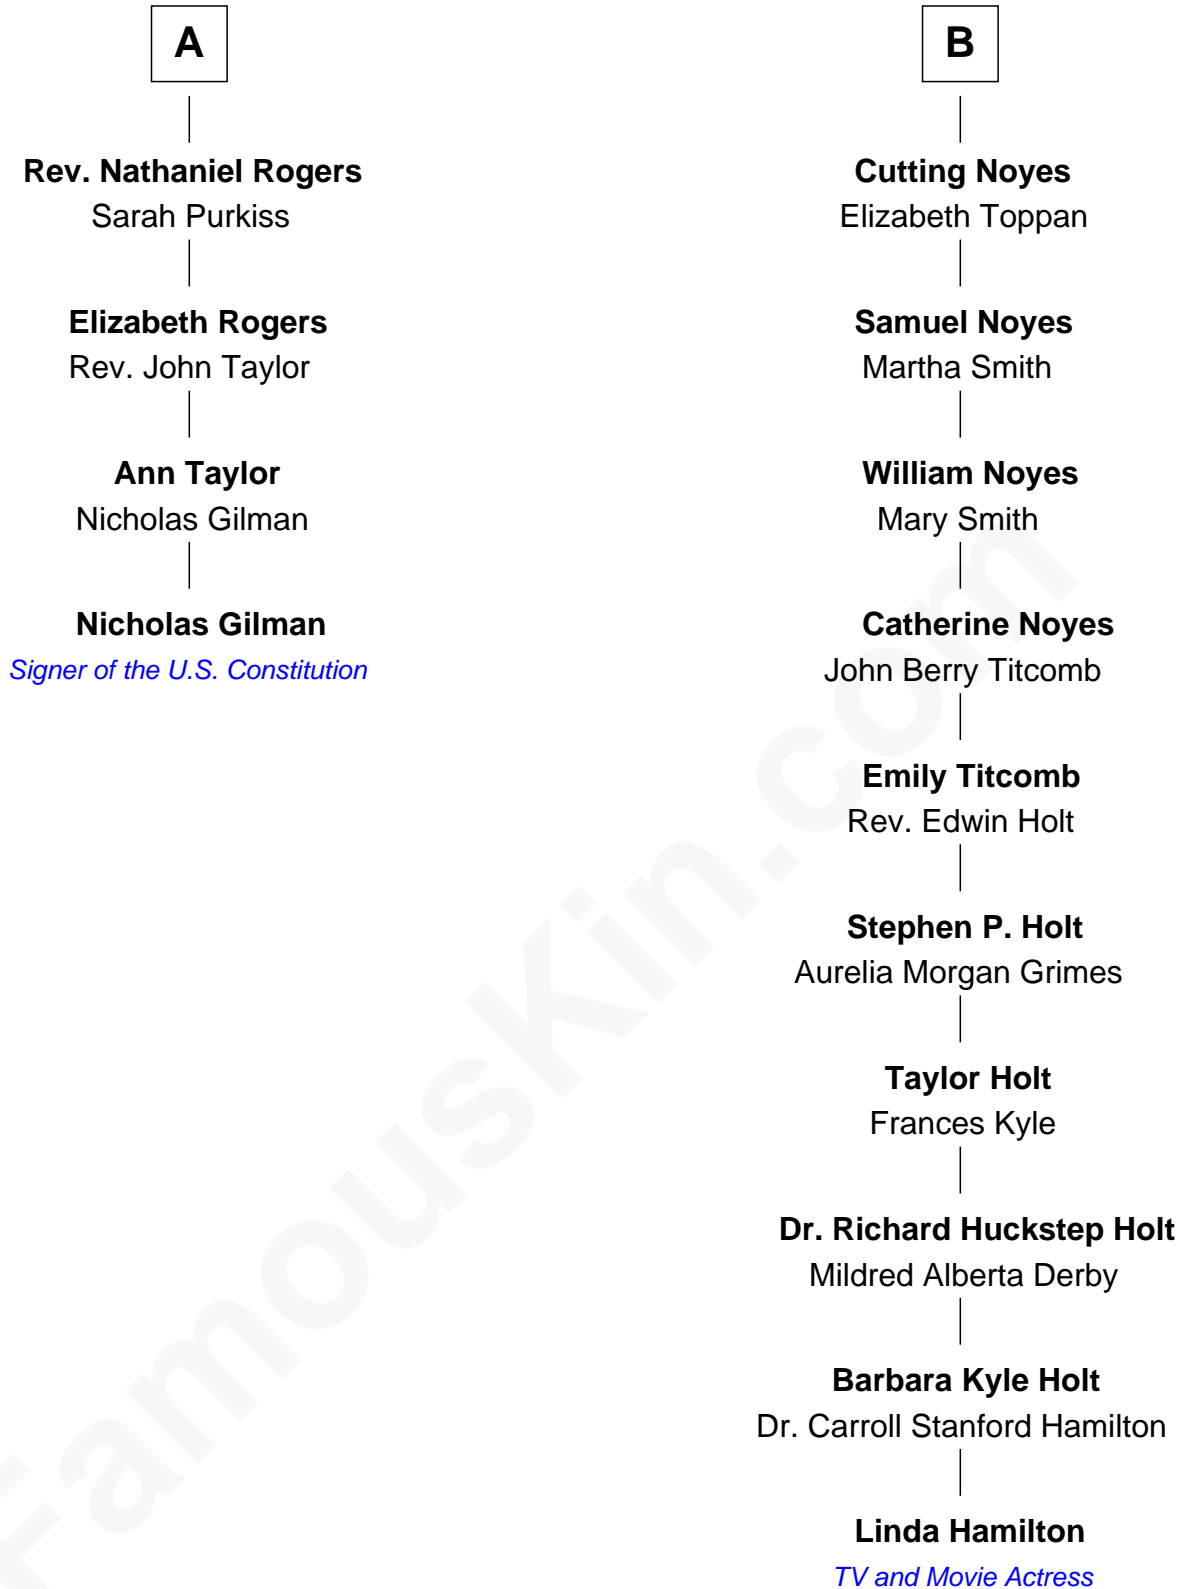 A
Rev. Nathaniel Rogers
Sarah Purkiss
Elizabeth Rogers
Rev. John Taylor
Ann Taylor
Nicholas Gilman
Nicholas Gilman
Signer of the U.S. Constitution
B
Cutting Noyes
Elizabeth Toppan
Samuel Noyes
Martha Smith
William Noyes
Mary Smith
Catherine Noyes
John Berry Titcomb
Emily Titcomb
Rev. Edwin Holt
Stephen P. Holt
Aurelia Morgan Grimes
Taylor Holt
Frances Kyle
Dr. Richard Huckstep Holt
Mildred Alberta Derby
Barbara Kyle Holt
Dr. Carroll Stanford Hamilton
Linda Hamilton
TV and Movie Actress
FamousKin.com